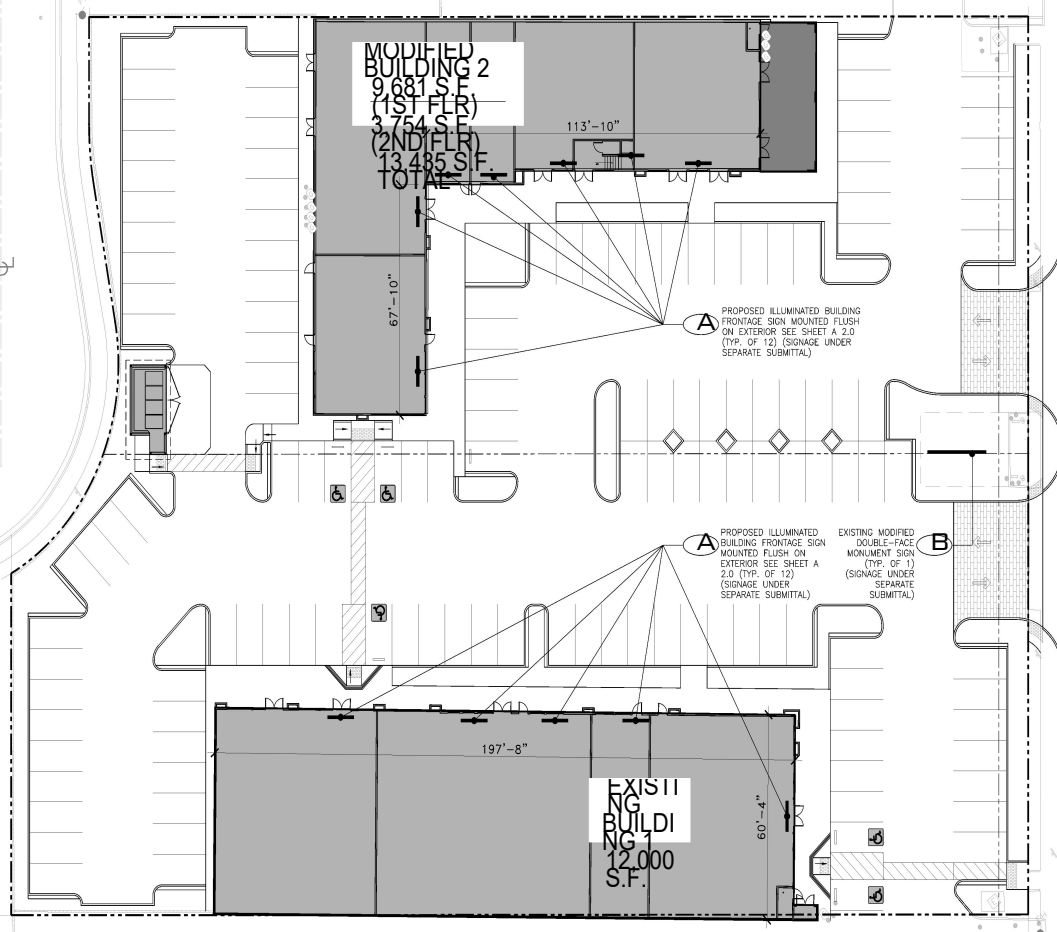 MODIFIED
BUILDING 2
9,681 S.F.
(1ST FLR)
3,754 S.F.
(2ND FLR)
13,435 S.F.
TOTAL
113'-10"
67'-10"
A
PROPOSED ILLUMINATED BUILDING
FRONTAGE SIGN MOUNTED FLUSH
ON EXTERIOR SEE SHEET A 2.0
(TYP. OF 12) (SIGNAGE UNDER
SEPARATE SUBMITTAL)
A
PROPOSED ILLUMINATED
BUILDING FRONTAGE SIGN
MOUNTED FLUSH ON
EXTERIOR SEE SHEET A
2.0 (TYP. OF 12)
(SIGNAGE UNDER
SEPARATE SUBMITTAL)
EXISTING MODIFIED
DOUBLE-FACE
MONUMENT SIGN
(TYP. OF 1)
(SIGNAGE UNDER
SEPARATE
SUBMITTAL)
B
197'-8"
60'-4"
EXISTI
NG
BUILDI
NG 1
12,000
S.F.